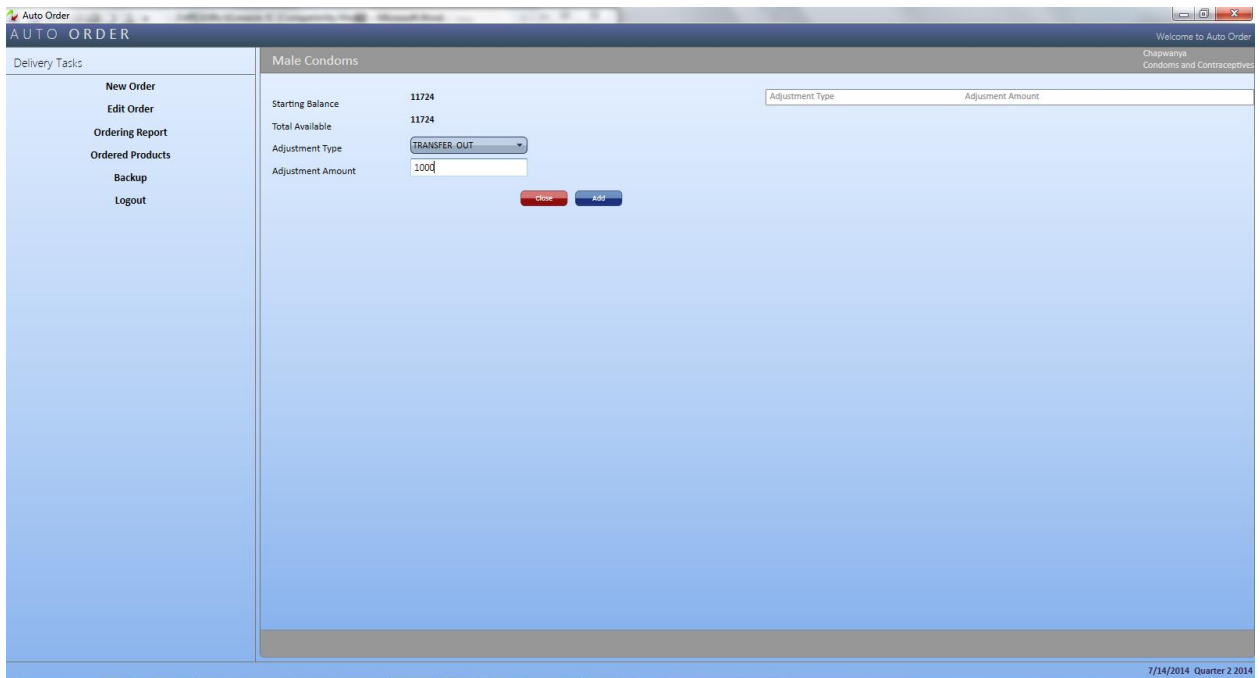 Auto Order
AUTO ORDER
Welcome to Auto Order
Delivery Tasks
New Order
Edit Order
Ordering Report
Ordered Products
Backup
Logout
Male Condoms
Chapwanya
Condoms and Contraceptives
Starting Balance 11724
Total Available 11724
Adjustment Type TRANSFER OUT
Adjustment Amount 1000
Close Add
Adjustment Type Adjusment Amount
7/14/2014 Quarter 2 2014